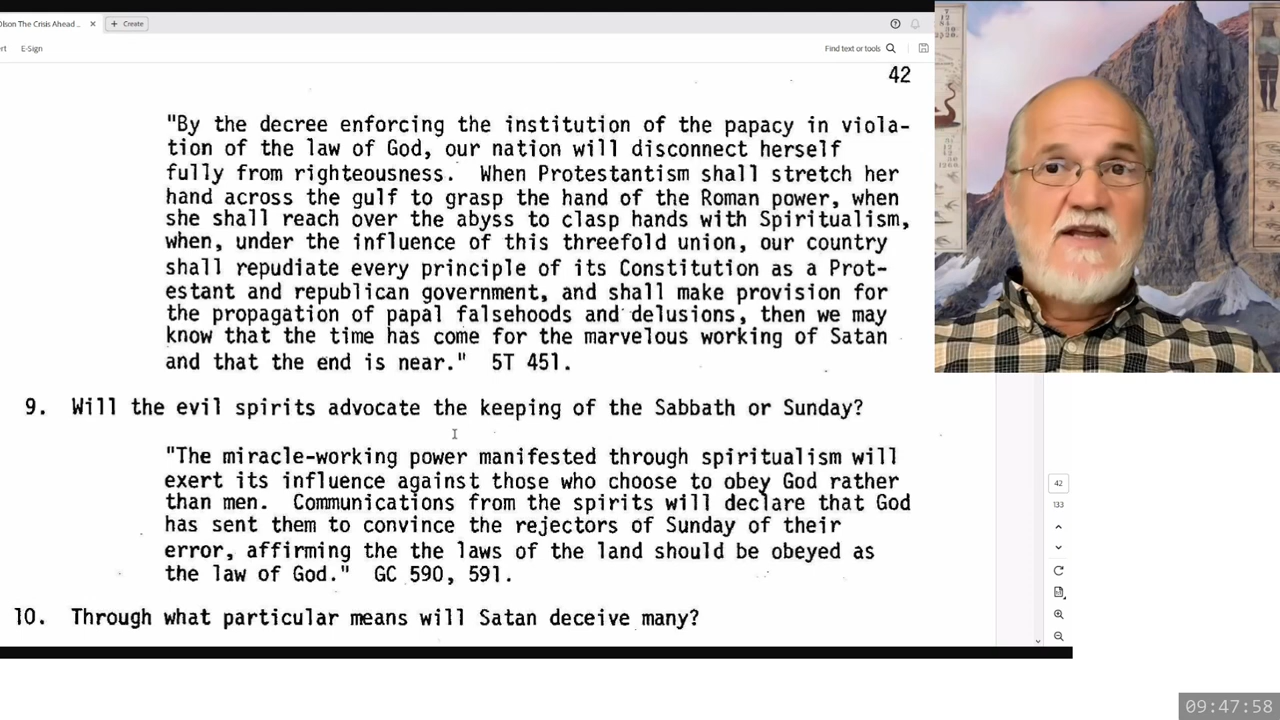 Olson The Crisis Ahead ... × + Create
E-Sign
Find text or tools
42
"By the decree enforcing the institution of the papacy in viola-
tion of the law of God, our nation will disconnect herself
fully from righteousness. When Protestantism shall stretch her
hand across the gulf to grasp the hand of the Roman power, when
she shall reach over the abyss to clasp hands with Spiritualism,
when, under the influence of this threefold union, our country
shall repudiate every principle of its Constitution as a Prot-
estant and republican government, and shall make provision for
the propagation of papal falsehoods and delusions, then we may
know that the time has come for the marvelous working of Satan
and that the end is near." 5T 451.
9. Will the evil spirits advocate the keeping of the Sabbath or Sunday?
"The miracle-working power manifested through spiritualism will
exert its influence against those who choose to obey God rather
than men. Communications from the spirits will declare that God
has sent them to convince the rejectors of Sunday of their
error, affirming the the laws of the land should be obeyed as
the law of God." GC 590, 591.
10. Through what particular means will Satan deceive many?
42
133
09:47:58